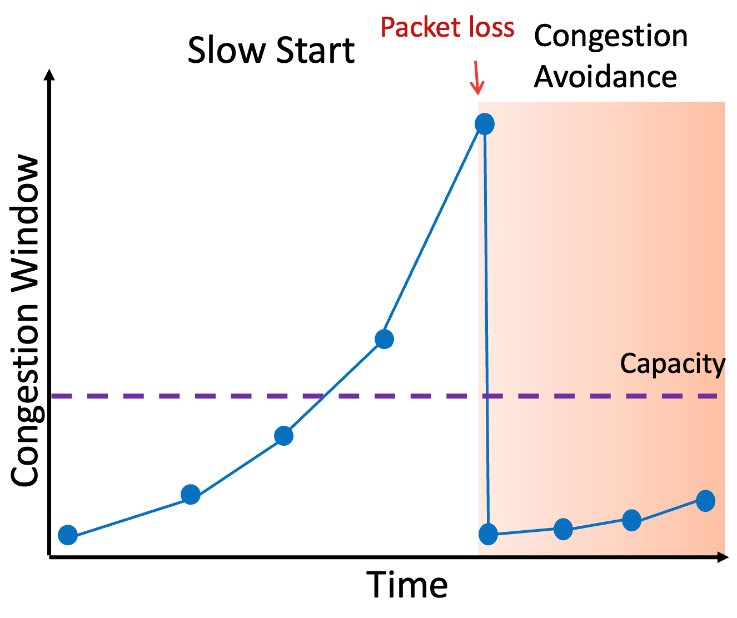 Slow Start
Packet loss
Congestion
Avoidance
Congestion Window
Capacity
Time